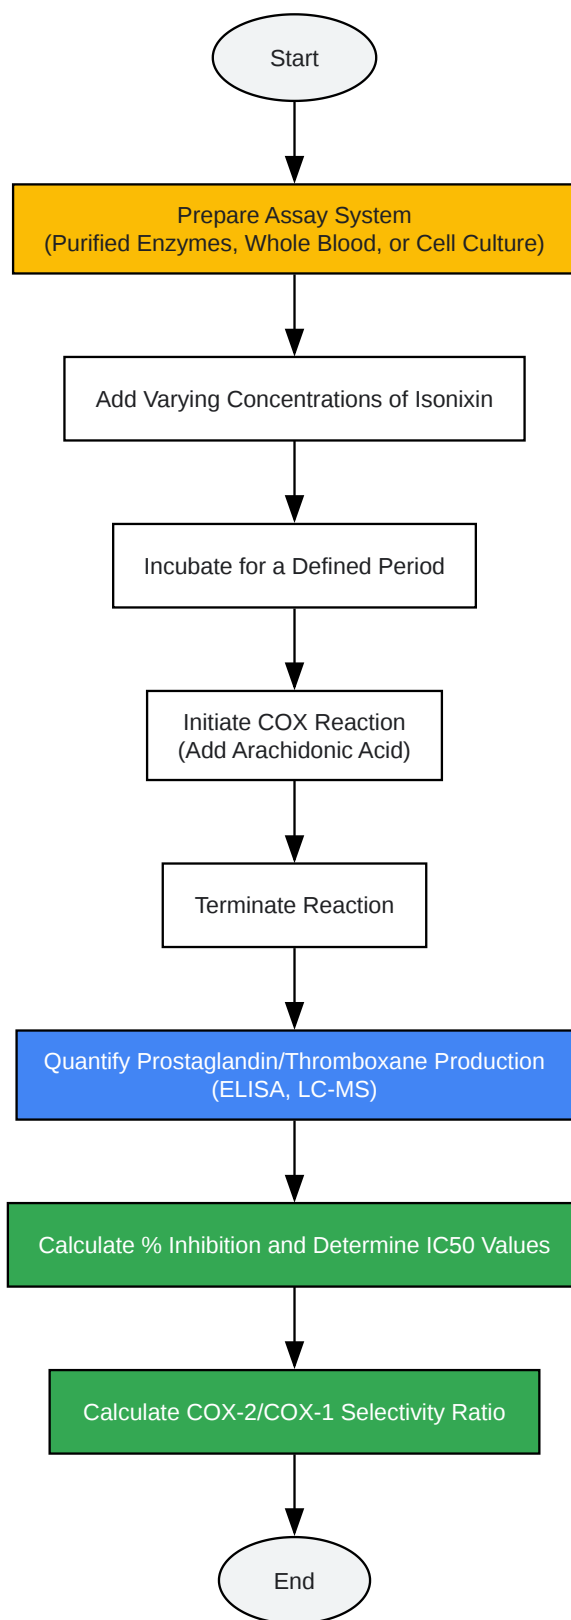 Start
Prepare Assay System
(Purified Enzymes, Whole Blood, or Cell Culture)
Add Varying Concentrations of Isonixin
Incubate for a Defined Period
Initiate COX Reaction
(Add Arachidonic Acid)
Terminate Reaction
Quantify Prostaglandin/Thromboxane Production
(ELISA, LC-MS)
Calculate % Inhibition and Determine IC50 Values
Calculate COX-2/COX-1 Selectivity Ratio
End